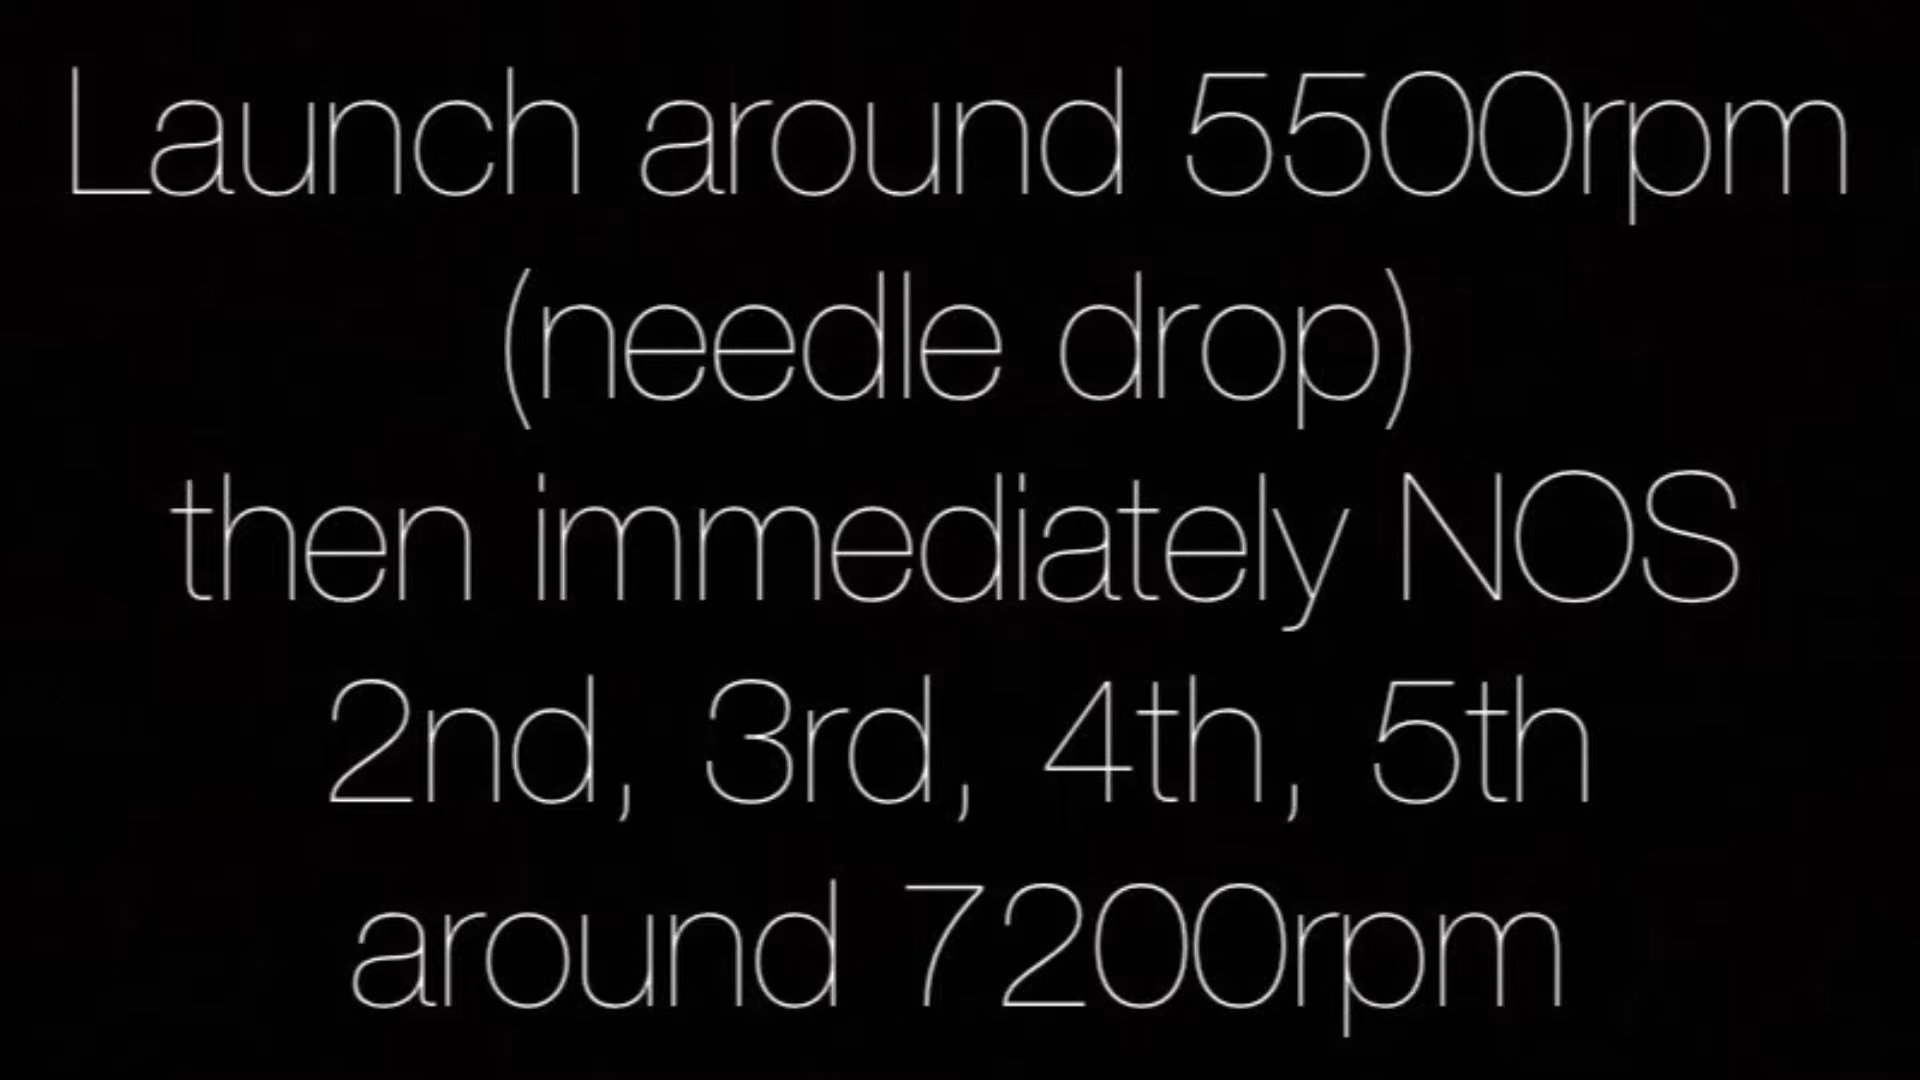 Launch around 5500rpm
(needle drop)
then immediately NOS
2nd, 3rd, 4th, 5th
around 7200rpm